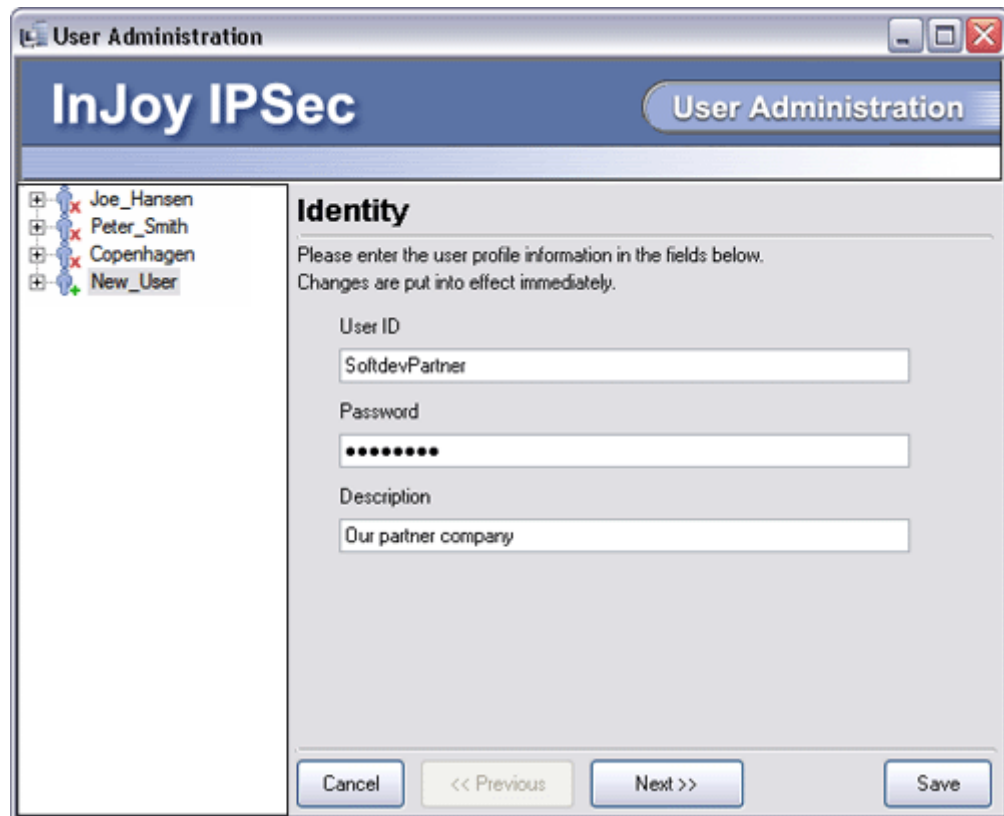 User Administration
InJoy IPSec
User Administration
Joe_Hansen
Peter_Smith
Copenhagen
New_User
Identity
Please enter the user profile information in the fields below.
Changes are put into effect immediately.
User ID
SoftdevPartner
Password
••••••••
Description
Our partner company
Cancel
<< Previous
Next >>
Save